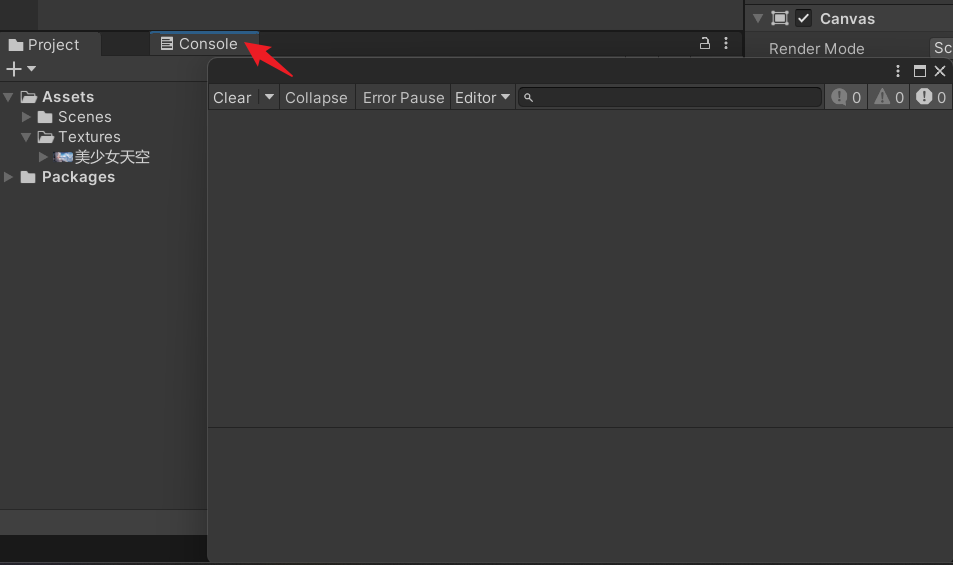 Canvas
Project
Console
Render Mode
Sc
Clear
Collapse
Error Pause
Editor
0
0
0
Assets
Scenes
Textures
美少女天空
Packages